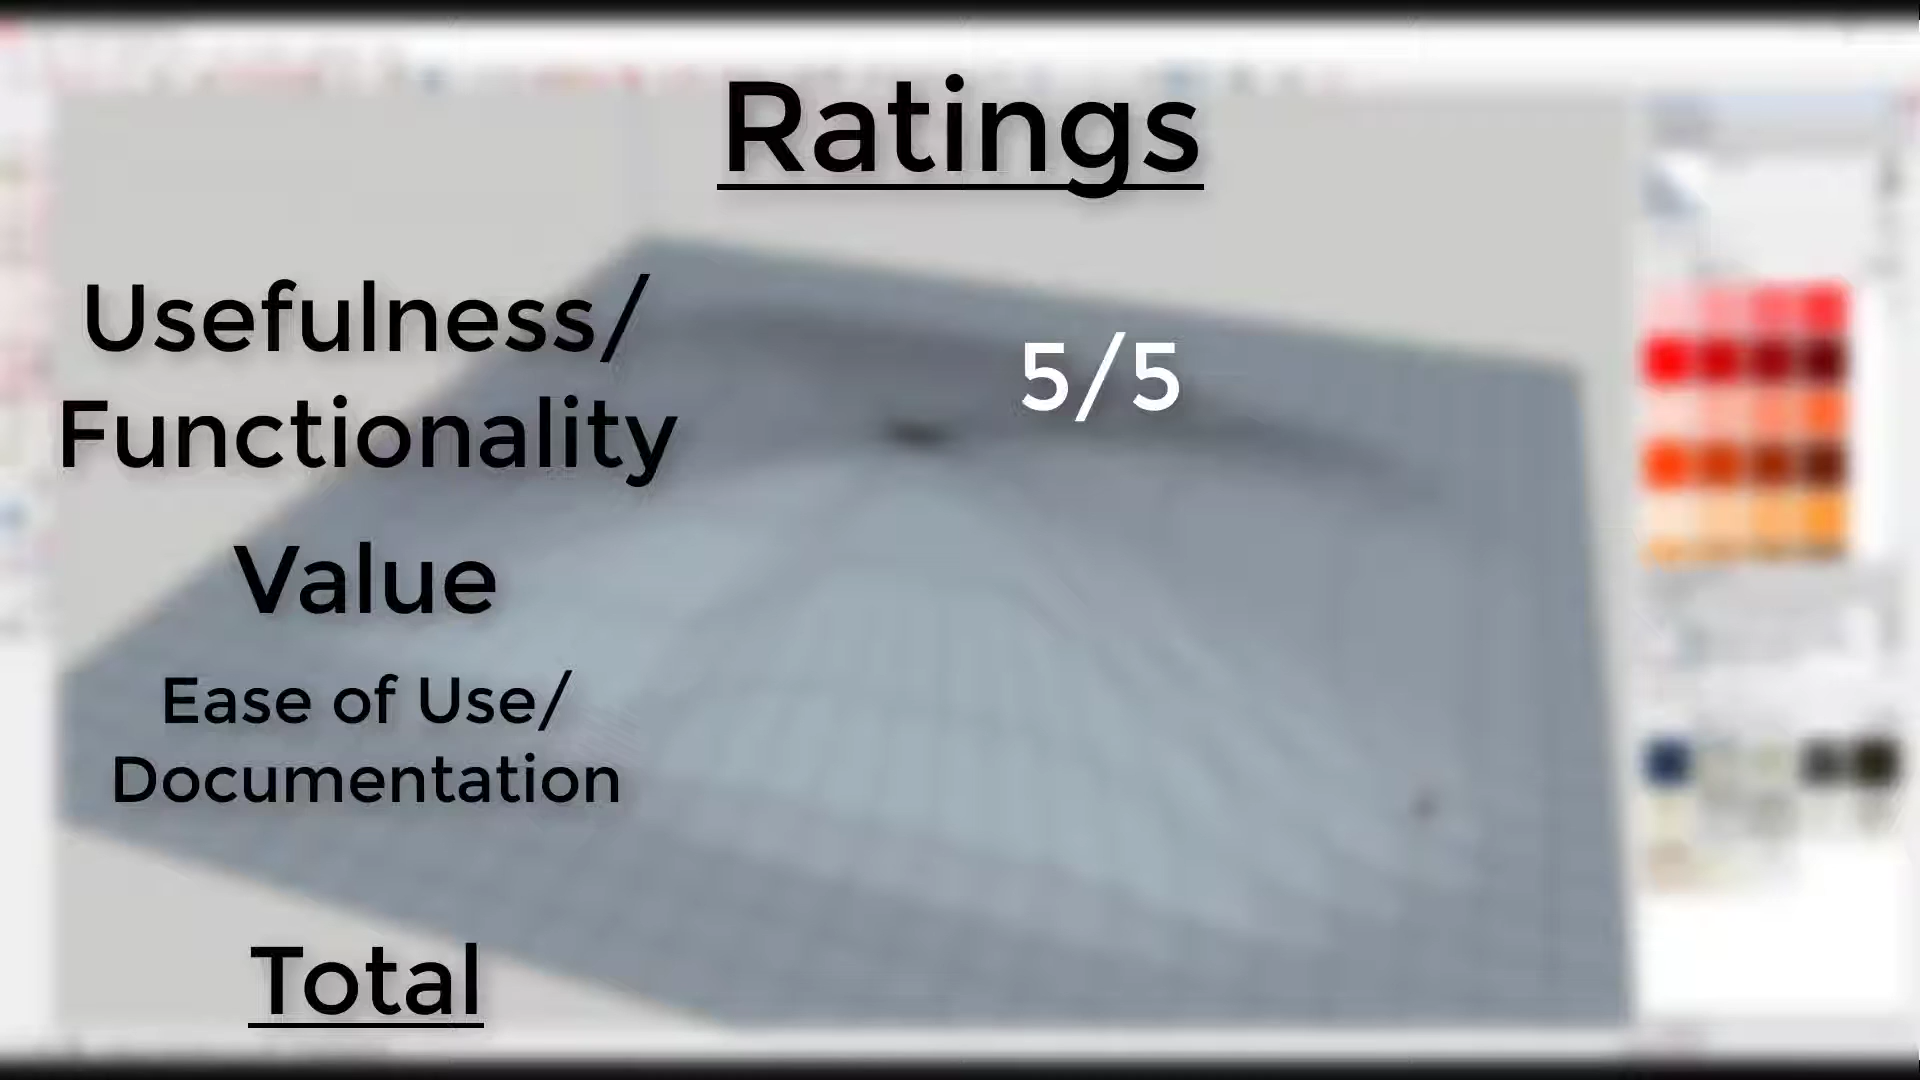 Ratings
Usefulness/
Functionality
5/5
Value
Ease of Use/
Documentation
Total